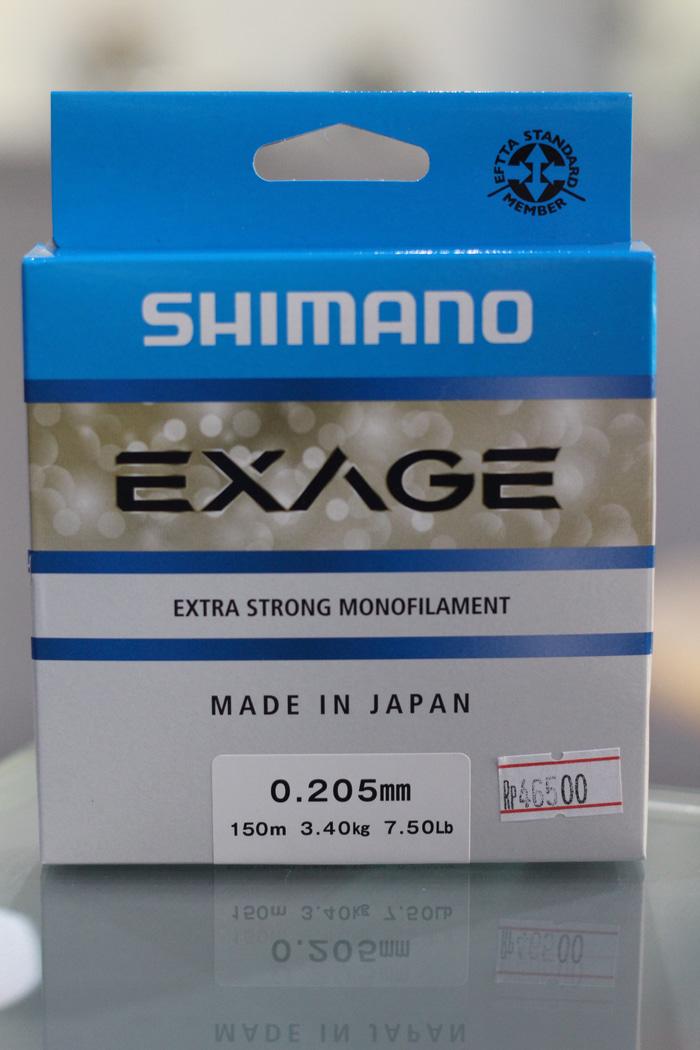 EFTTA STANDARD
MEMBER
SHIMANO
EXAGE
EXTRA STRONG MONOFILAMENT
MADE IN JAPAN
0.205mm
150m 3.40kg 7.50Lb
RP46500